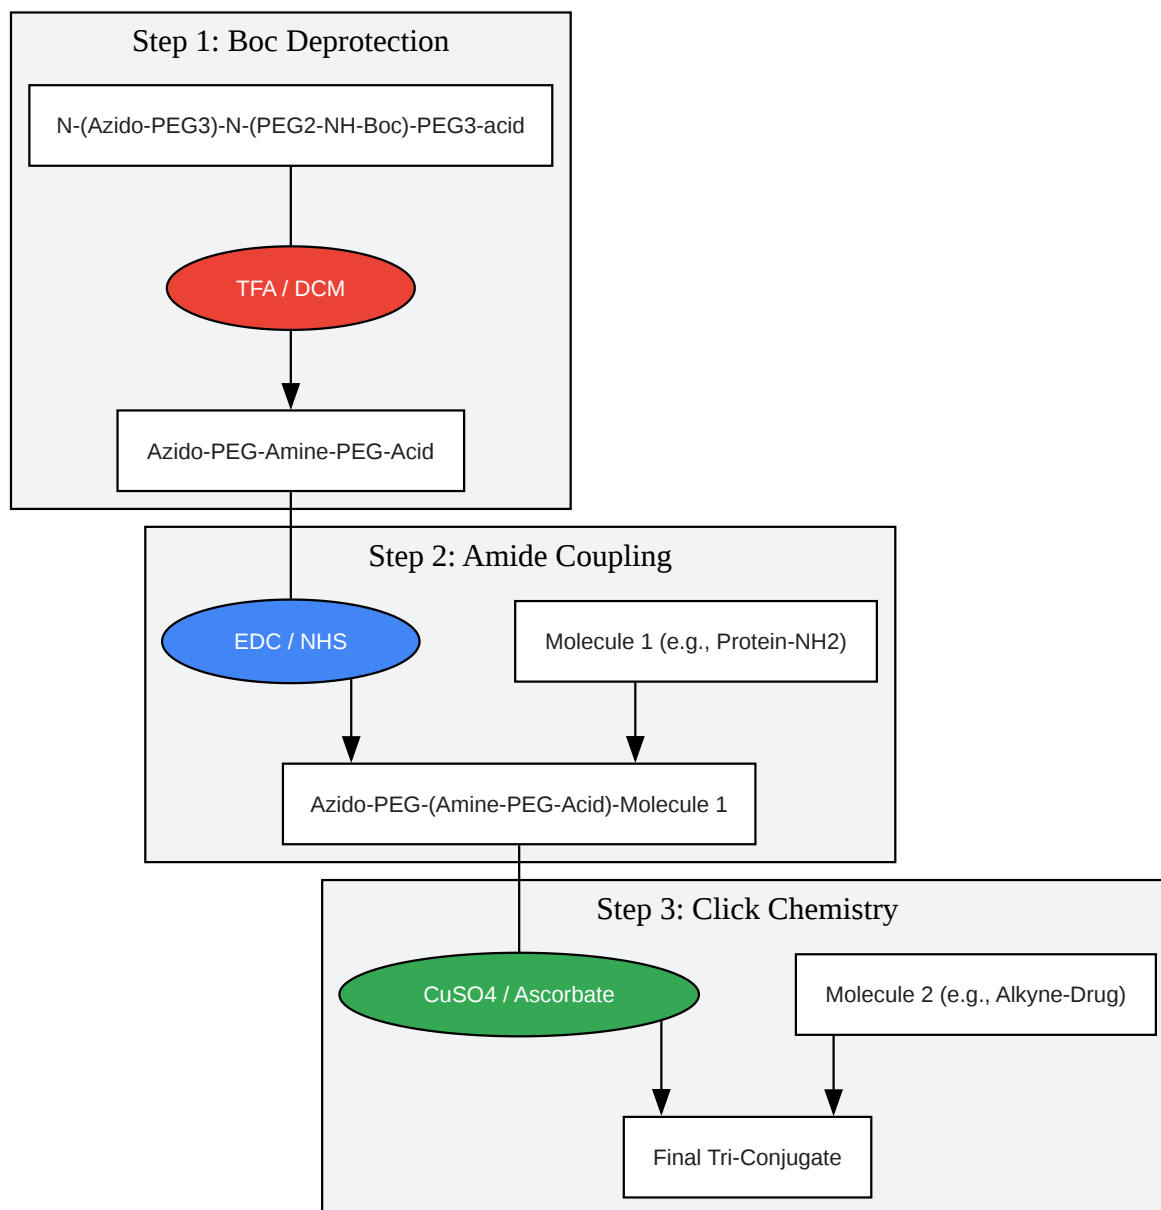 Step 1: Boc Deprotection
N-(Azido-PEG3)-N-(PEG2-NH-Boc)-PEG3-acid
TFA / DCM
Azido-PEG-Amine-PEG-Acid
Step 2: Amide Coupling
EDC / NHS
Molecule 1 (e.g., Protein-NH2)
Azido-PEG-(Amine-PEG-Acid)-Molecule 1
Step 3: Click Chemistry
CuSO4 / Ascorbate
Molecule 2 (e.g., Alkyne-Drug)
Final Tri-Conjugate